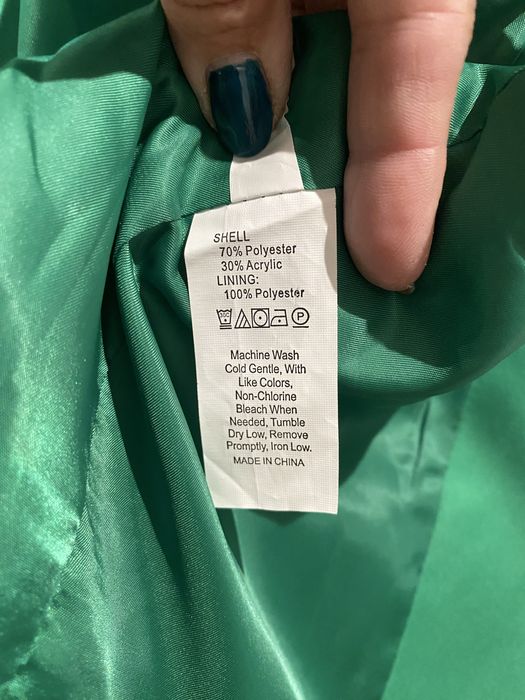 SHELL
70% Polyester
30% Acrylic
LINING:
100% Polyester
P
Machine Wash
Cold Gentle, With
Like Colors,
Non-Chlorine
Bleach When
Needed, Tumble
Dry Low, Remove
Promptly, Iron Low.
MADE IN CHINA